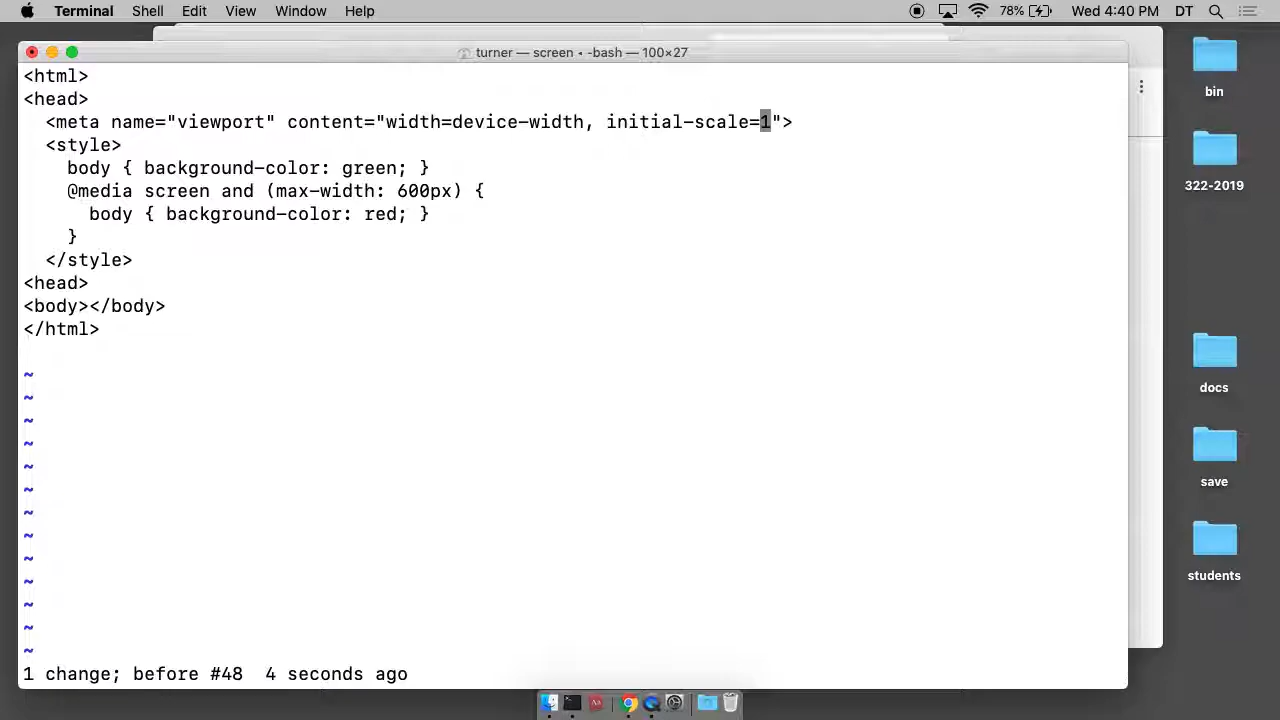 Terminal Shell Edit View Window Help 78% Wed 4:40 PM DT
turner — screen • -bash — 100×27
<html>
<head>
  <meta name="viewport" content="width=device-width, initial-scale=1">
  <style>
    body { background-color: green; }
    @media screen and (max-width: 600px) {
      body { background-color: red; }
    }
  </style>
<head>
<body></body>
</html>
~
~
~
~
~
~
~
~
~
~
~
~
~
1 change; before #48  4 seconds ago
bin
322-2019
docs
save
students